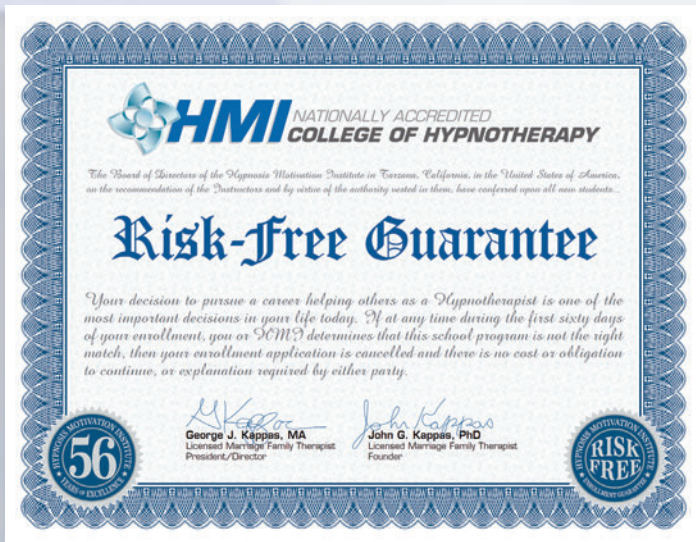 HMI NATIONALLY ACCREDITED
COLLEGE OF HYPNOTHERAPY
The Board of Directors of the Hypnosis Motivation Institute in Tarzana, California, in the United States of America,
on the recommendation of the Instructors and by virtue of the authority vested in them, have conferred upon all new students...
Risk-Free Guarantee
Your decision to pursue a career helping others as a Hypnotherapist is one of the
most important decisions in your life today. If at any time during the first sixty days
of your enrollment, you or HMI determines that this school program is not the right
match, then your enrollment application is cancelled and there is no cost or obligation
to continue, or explanation required by either party.
G Kappas
John Kappas
George J. Kappas, MA
Licensed Marriage Family Therapist
President/Director
John G. Kappas, PhD
Licensed Marriage Family Therapist
Founder
HYPNOSIS MOTIVATION INSTITUTE
56
YEARS OF EXCELLENCE
HYPNOSIS MOTIVATION INSTITUTE
RISK
FREE
ENROLLMENT GUARANTEE